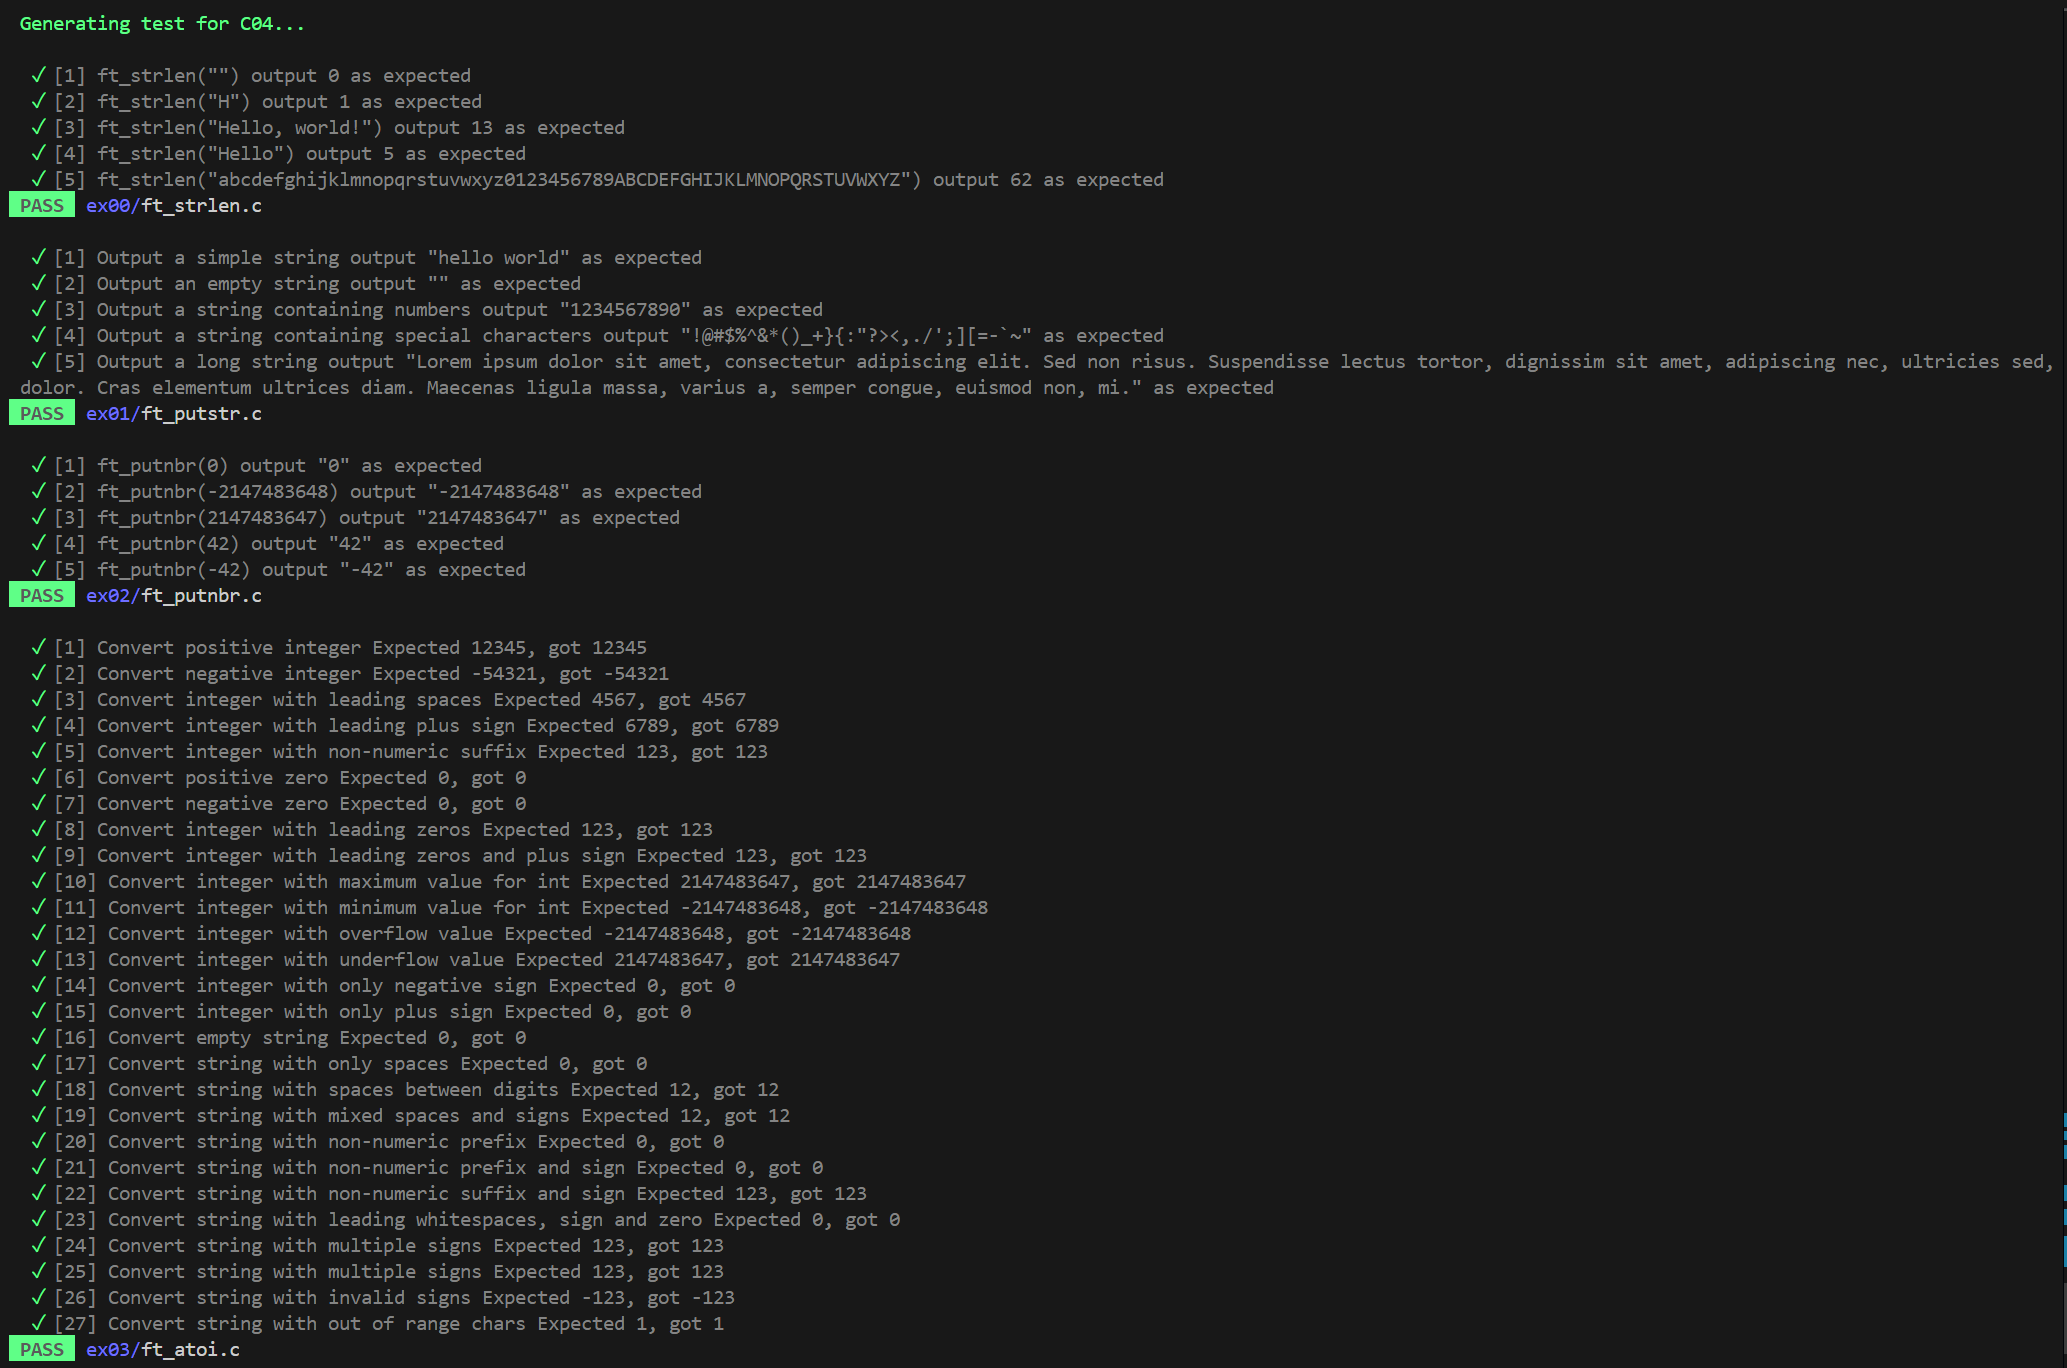 Generating test for C04...
✓ [1] ft_strlen("") output 0 as expected
✓ [2] ft_strlen("H") output 1 as expected
✓ [3] ft_strlen("Hello, world!") output 13 as expected
✓ [4] ft_strlen("Hello") output 5 as expected
✓ [5] ft_strlen("abcdefghijklmnopqrstuvwxyz0123456789ABCDEFGHIJKLMNOPQRSTUVWXYZ") output 62 as expected
PASS ex00/ft_strlen.c
✓ [1] Output a simple string output "hello world" as expected
✓ [2] Output an empty string output "" as expected
✓ [3] Output a string containing numbers output "1234567890" as expected
✓ [4] Output a string containing special characters output "!@#$%^&*()_+}{:"?><,./';][=-`~" as expected
✓ [5] Output a long string output "Lorem ipsum dolor sit amet, consectetur adipiscing elit. Sed non risus. Suspendisse lectus tortor, dignissim sit amet, adipiscing nec, ultricies sed,
dolor. Cras elementum ultrices diam. Maecenas ligula massa, varius a, semper congue, euismod non, mi." as expected
PASS ex01/ft_putstr.c
✓ [1] ft_putnbr(0) output "0" as expected
✓ [2] ft_putnbr(-2147483648) output "-2147483648" as expected
✓ [3] ft_putnbr(2147483647) output "2147483647" as expected
✓ [4] ft_putnbr(42) output "42" as expected
✓ [5] ft_putnbr(-42) output "-42" as expected
PASS ex02/ft_putnbr.c
✓ [1] Convert positive integer Expected 12345, got 12345
✓ [2] Convert negative integer Expected -54321, got -54321
✓ [3] Convert integer with leading spaces Expected 4567, got 4567
✓ [4] Convert integer with leading plus sign Expected 6789, got 6789
✓ [5] Convert integer with non-numeric suffix Expected 123, got 123
✓ [6] Convert positive zero Expected 0, got 0
✓ [7] Convert negative zero Expected 0, got 0
✓ [8] Convert integer with leading zeros Expected 123, got 123
✓ [9] Convert integer with leading zeros and plus sign Expected 123, got 123
✓ [10] Convert integer with maximum value for int Expected 2147483647, got 2147483647
✓ [11] Convert integer with minimum value for int Expected -2147483648, got -2147483648
✓ [12] Convert integer with overflow value Expected -2147483648, got -2147483648
✓ [13] Convert integer with underflow value Expected 2147483647, got 2147483647
✓ [14] Convert integer with only negative sign Expected 0, got 0
✓ [15] Convert integer with only plus sign Expected 0, got 0
✓ [16] Convert empty string Expected 0, got 0
✓ [17] Convert string with only spaces Expected 0, got 0
✓ [18] Convert string with spaces between digits Expected 12, got 12
✓ [19] Convert string with mixed spaces and signs Expected 12, got 12
✓ [20] Convert string with non-numeric prefix Expected 0, got 0
✓ [21] Convert string with non-numeric prefix and sign Expected 0, got 0
✓ [22] Convert string with non-numeric suffix and sign Expected 123, got 123
✓ [23] Convert string with leading whitespaces, sign and zero Expected 0, got 0
✓ [24] Convert string with multiple signs Expected 123, got 123
✓ [25] Convert string with multiple signs Expected 123, got 123
✓ [26] Convert string with invalid signs Expected -123, got -123
✓ [27] Convert string with out of range chars Expected 1, got 1
PASS ex03/ft_atoi.c